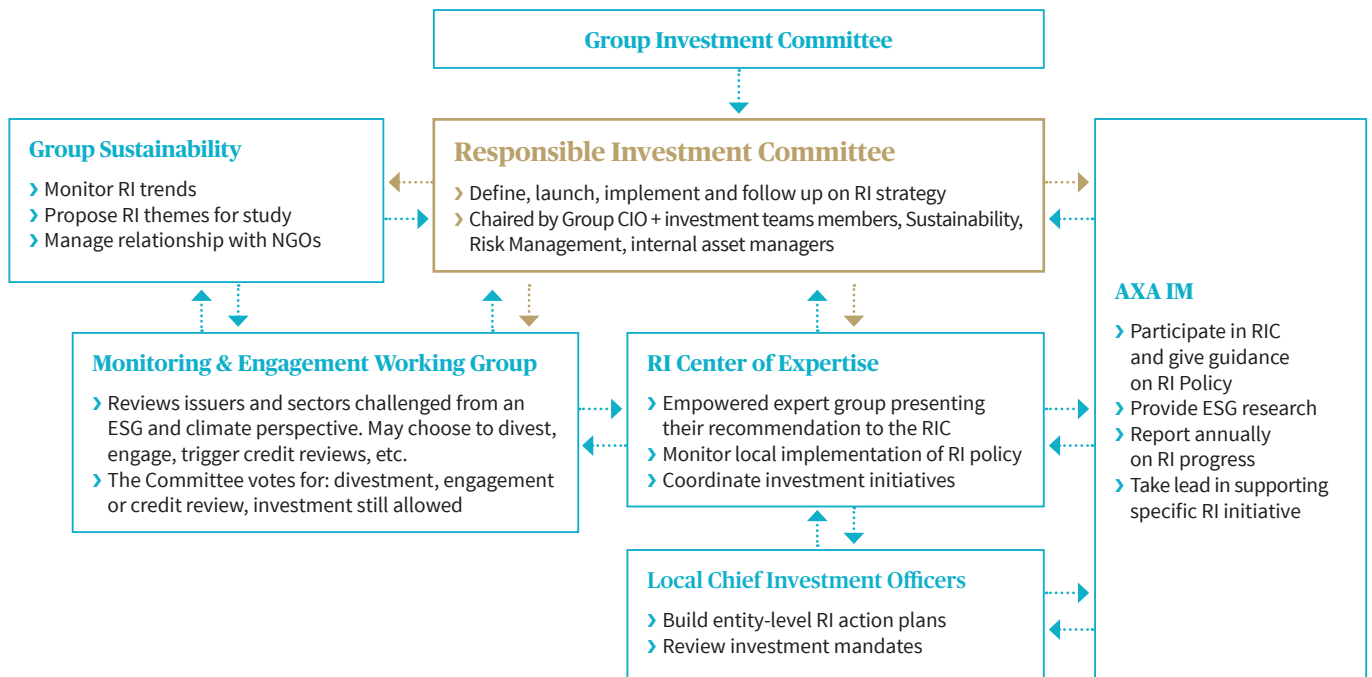 Group Investment Committee
Group Sustainability
❯ Monitor RI trends
❯ Propose RI themes for study
❯ Manage relationship with NGOs
Responsible Investment Committee
❯ Define, launch, implement and follow up on RI strategy
❯ Chaired by Group CIO + investment teams members, Sustainability,
Risk Management, internal asset managers
Monitoring & Engagement Working Group
❯ Reviews issuers and sectors challenged from an
ESG and climate perspective. May choose to divest,
engage, trigger credit reviews, etc.
❯ The Committee votes for: divestment, engagement
or credit review, investment still allowed
RI Center of Expertise
❯ Empowered expert group presenting
their recommendation to the RIC
❯ Monitor local implementation of RI policy
❯ Coordinate investment initiatives
Local Chief Investment Officers
❯ Build entity-level RI action plans
❯ Review investment mandates
AXA IM
❯ Participate in RIC
and give guidance
on RI Policy
❯ Provide ESG research
❯ Report annually
on RI progress
❯ Take lead in supporting
specific RI initiative